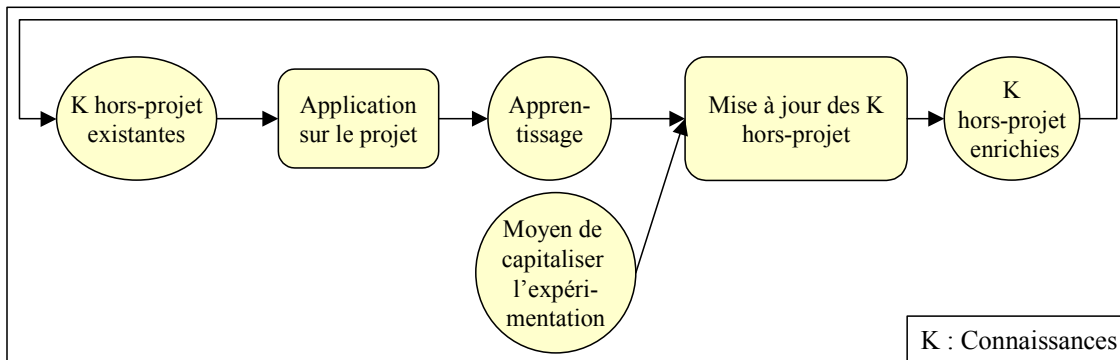 K hors-projet
existantes
Application
sur le projet
Appren-
tissage
Mise à jour des K
hors-projet
K
hors-projet
enrichies
Moyen de
capitaliser
l’expéri-
mentation
K : Connaissances